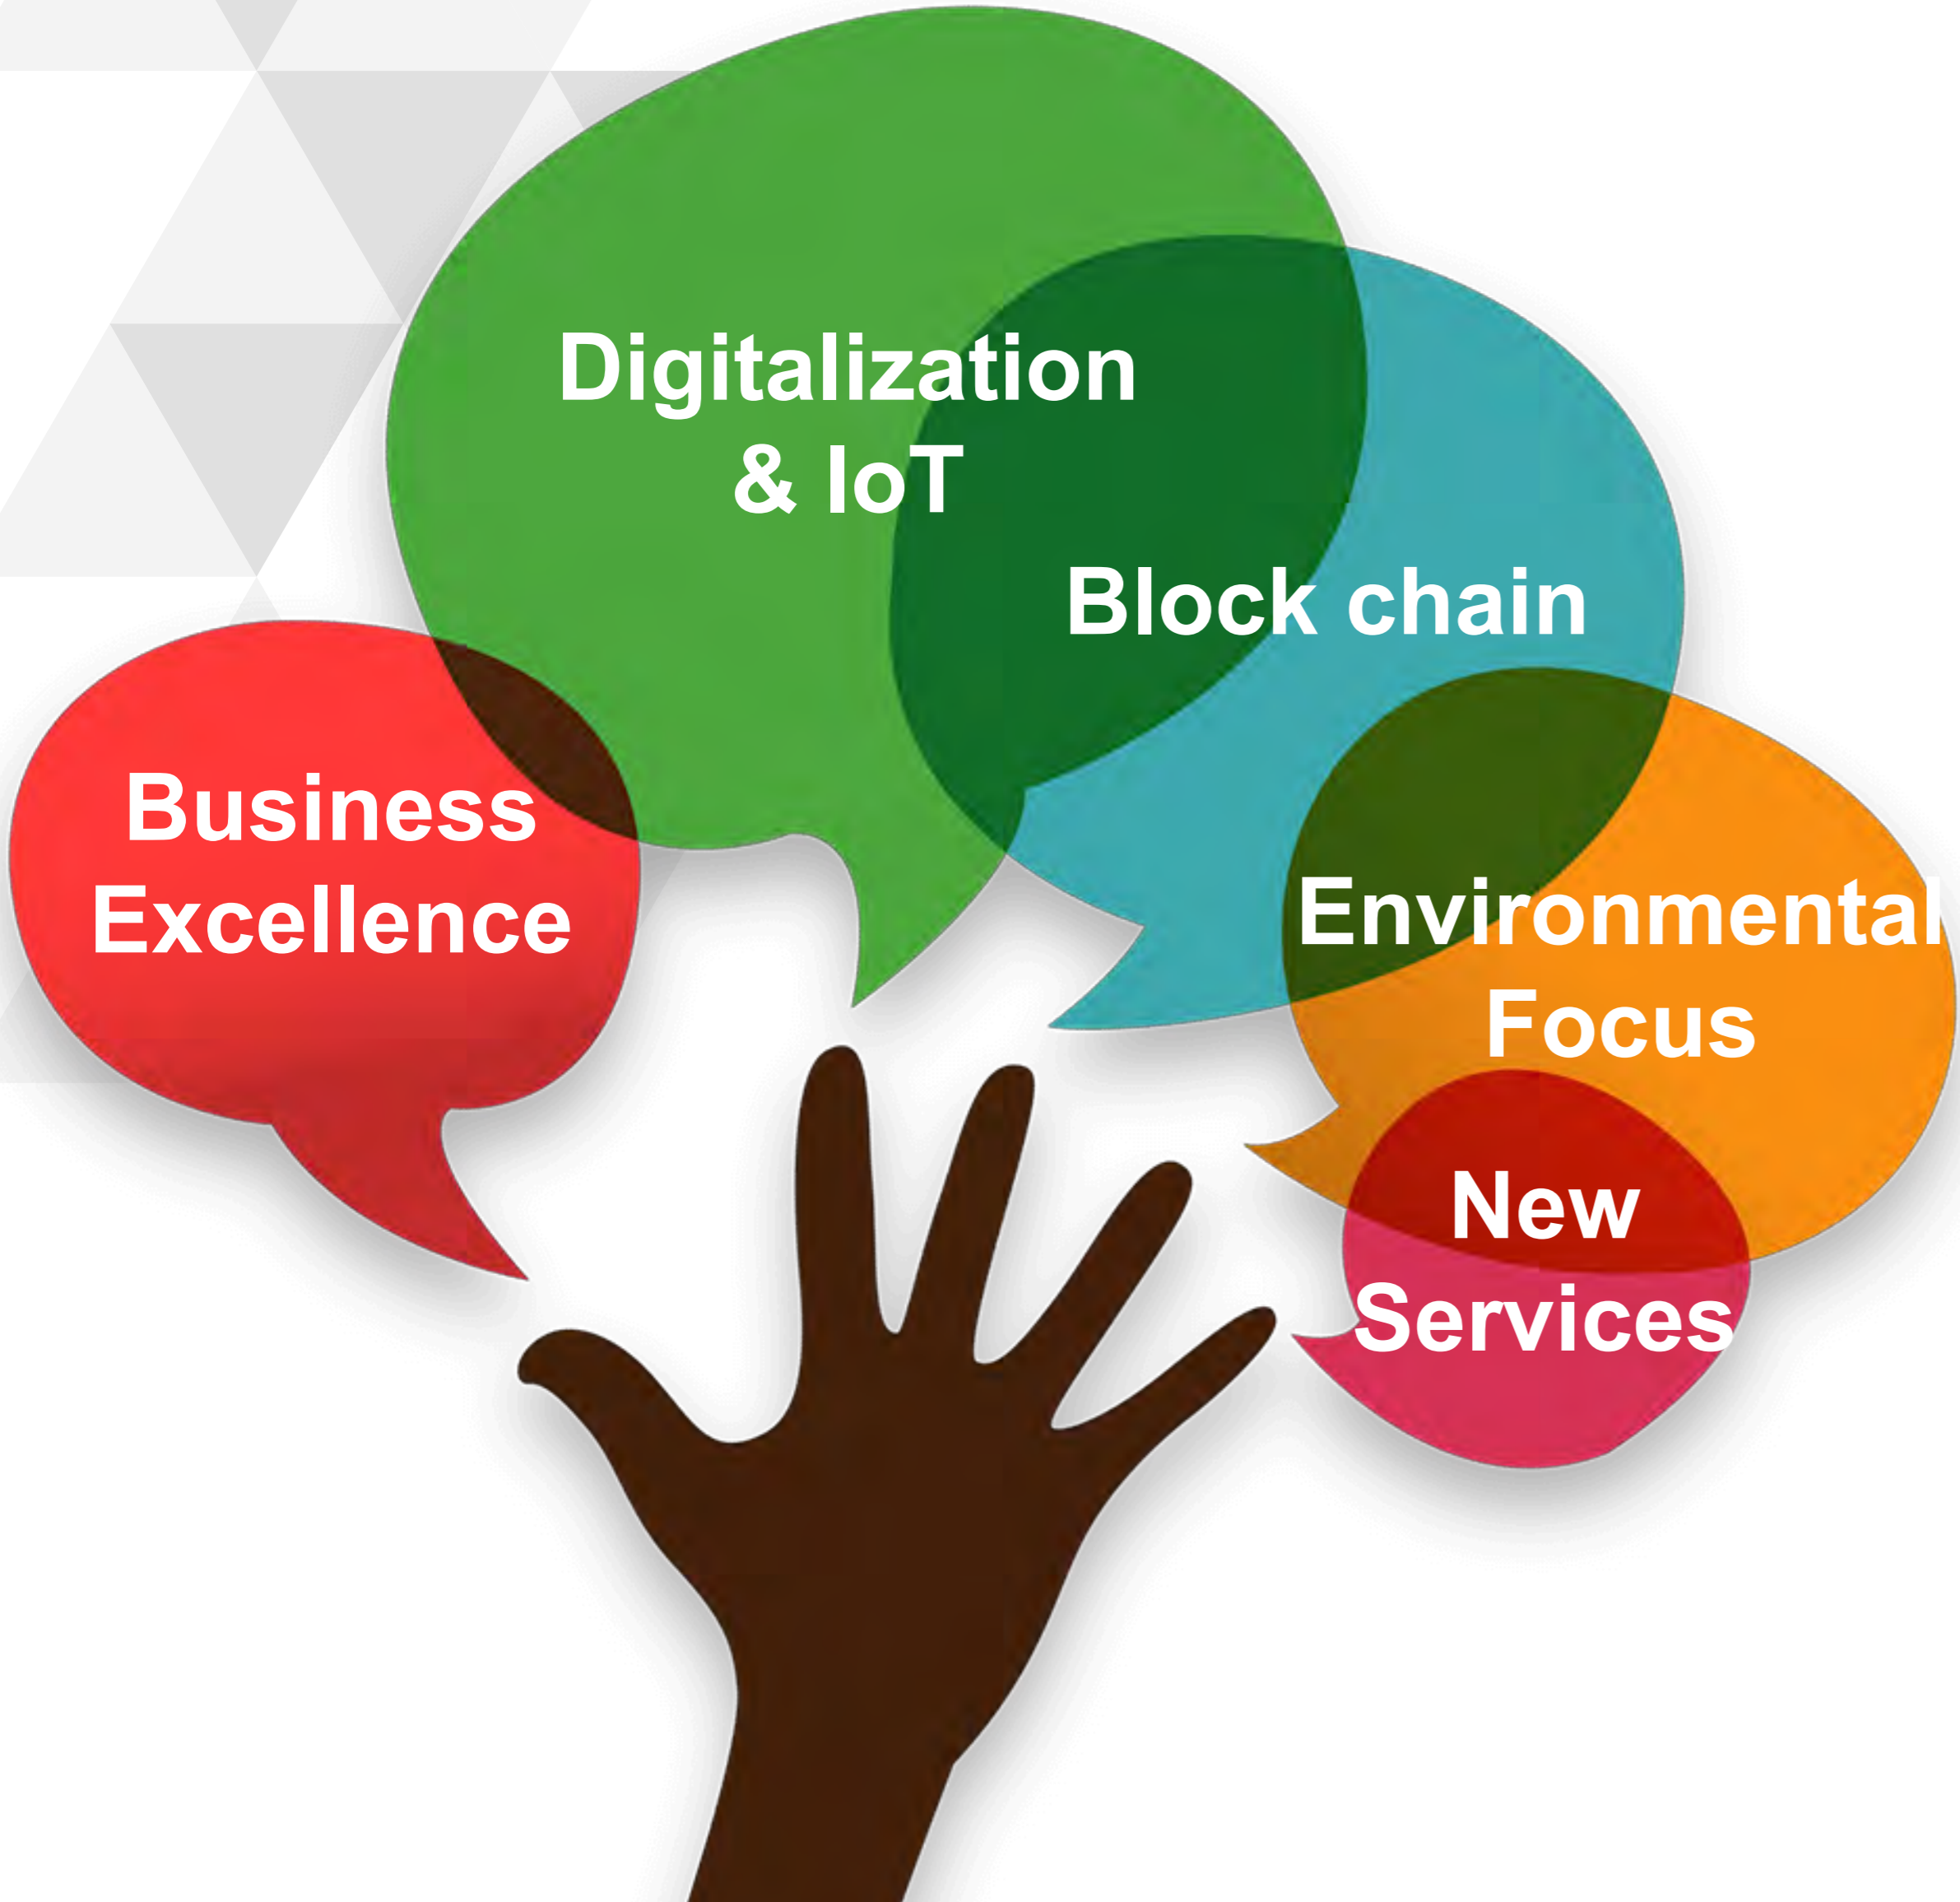 Digitalization
& IoT
Block chain
Business
Excellence
Environmental
Focus
New
Services